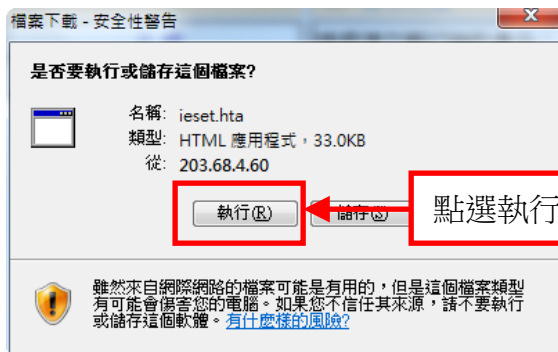 檔案下載 - 安全性警告
是否要執行或儲存這個檔案?
名稱: ieset.hta
類型: HTML 應用程式，33.0KB
從: 203.68.4.60
執行(R) 儲存(S) 點選執行
雖然來自網際網路的檔案可能是有用的，但是這個檔案類型
有可能會傷害您的電腦。如果您不信任其來源，請不要執行
或儲存這個軟體。有什麼樣的風險?